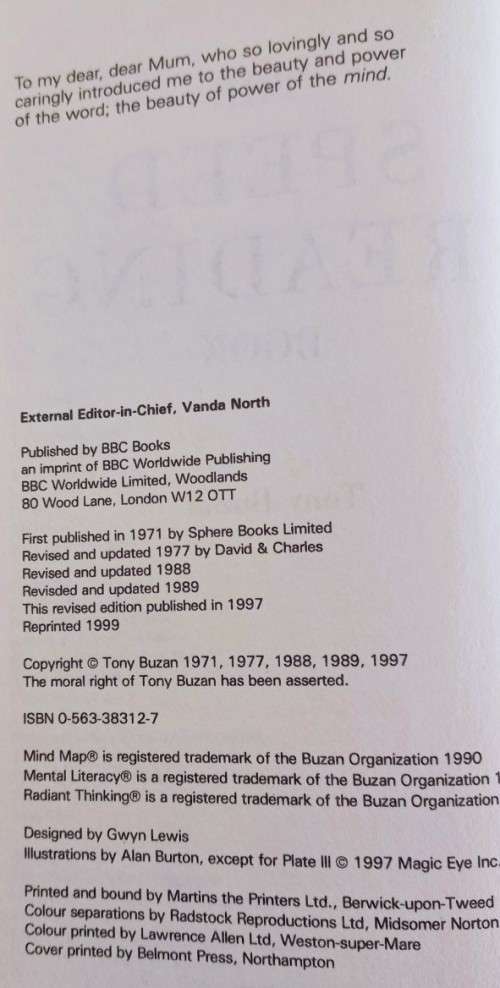 To my dear, dear Mum, who so lovingly and so
caringly introduced me to the beauty and power
of the word; the beauty of power of the mind.
SPEED
READING
BOOK
Tony Buzan
External Editor-in-Chief, Vanda North
Published by BBC Books
an imprint of BBC Worldwide Publishing
BBC Worldwide Limited, Woodlands
80 Wood Lane, London W12 OTT
First published in 1971 by Sphere Books Limited
Revised and updated 1977 by David & Charles
Revised and updated 1988
Revisded and updated 1989
This revised edition published in 1997
Reprinted 1999
Copyright © Tony Buzan 1971, 1977, 1988, 1989, 1997
The moral right of Tony Buzan has been asserted.
ISBN 0-563-38312-7
Mind Map® is registered trademark of the Buzan Organization 1990
Mental Literacy® is a registered trademark of the Buzan Organization 1
Radiant Thinking® is a registered trademark of the Buzan Organization
Designed by Gwyn Lewis
Illustrations by Alan Burton, except for Plate III © 1997 Magic Eye Inc.
Printed and bound by Martins the Printers Ltd., Berwick-upon-Tweed
Colour separations by Radstock Reproductions Ltd, Midsomer Norton
Colour printed by Lawrence Allen Ltd, Weston-super-Mare
Cover printed by Belmont Press, Northampton